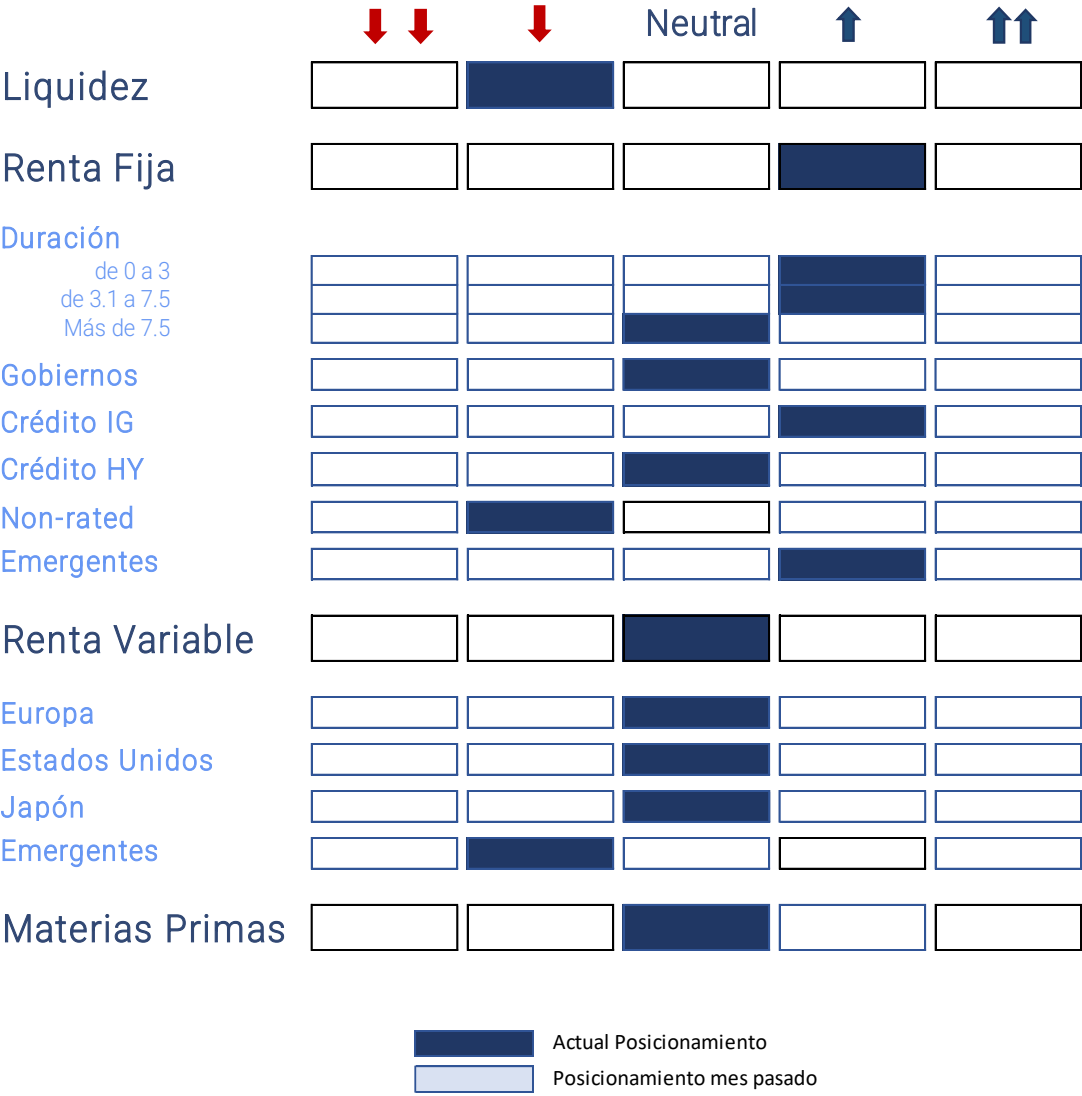 Neutral
Liquidez
Renta Fija
Duración
de 0 a 3
de 3.1 a 7.5
Más de 7.5
Gobiernos
Crédito IG
Crédito HY
Non-rated
Emergentes
Renta Variable
Europa
Estados Unidos
Japón
Emergentes
Materias Primas
Actual Posicionamiento
Posicionamiento mes pasado